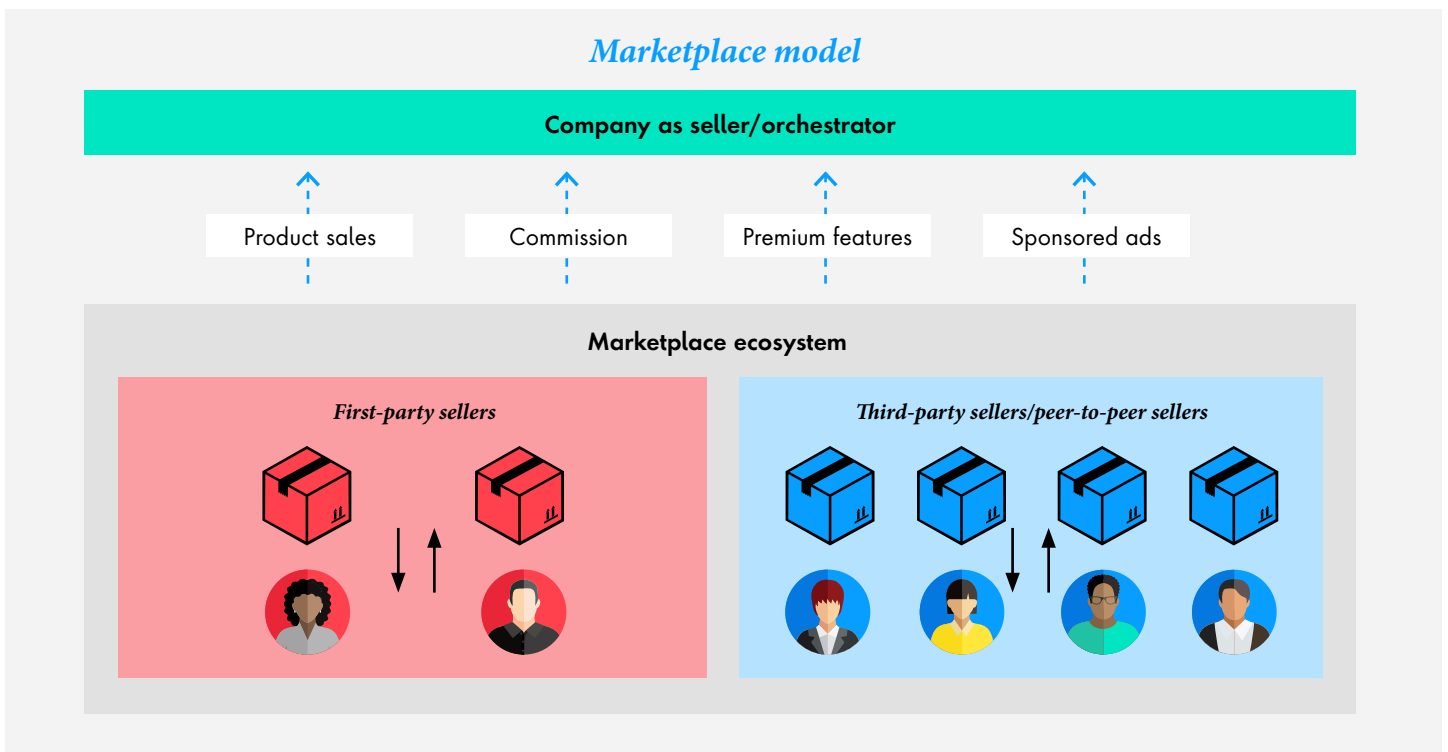 Marketplace model
Company as seller/orchestrator
Product sales
Commission
Premium features
Sponsored ads
Marketplace ecosystem
First-party sellers
Third-party sellers/peer-to-peer sellers